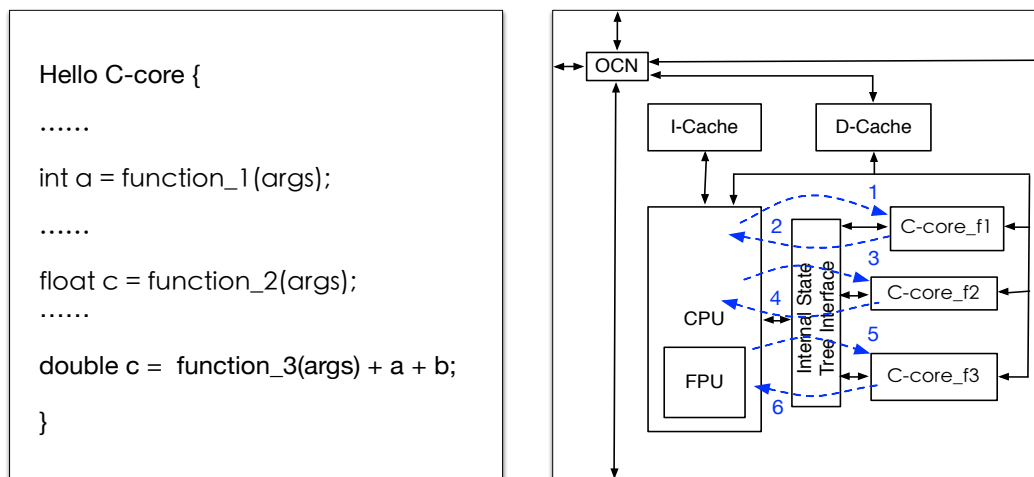 Hello C-core {
......
int a = function_1(args);
......
float c = function_2(args);
......
double c =  function_3(args) + a + b;
}
OCN
I-Cache
D-Cache
1
2
C-core_f1
3
4
C-core_f2
CPU
Internal State
Tree Interface
5
FPU
C-core_f3
6